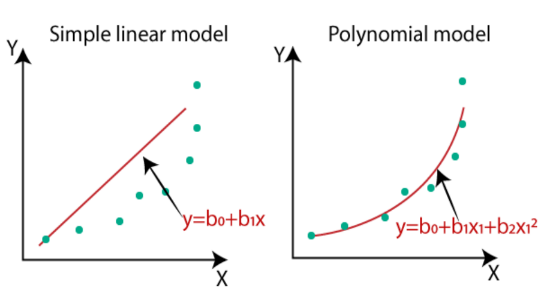 Simple linear model
Y
y=b₀+b₁x
X
Polynomial model
Y
y=b₀+b₁x₁+b₂x₁²
X